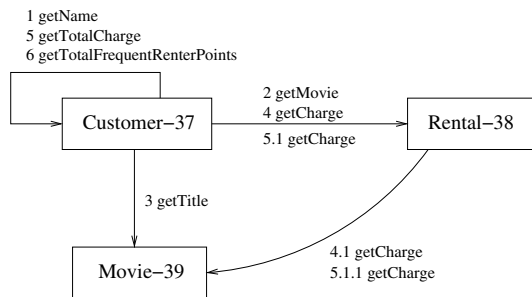 1 getName
5 getTotalCharge
6 getTotalFrequentRenterPoints
Customer−37
2 getMovie
4 getCharge
5.1 getCharge
Rental−38
3 getTitle
4.1 getCharge
5.1.1 getCharge
Movie−39